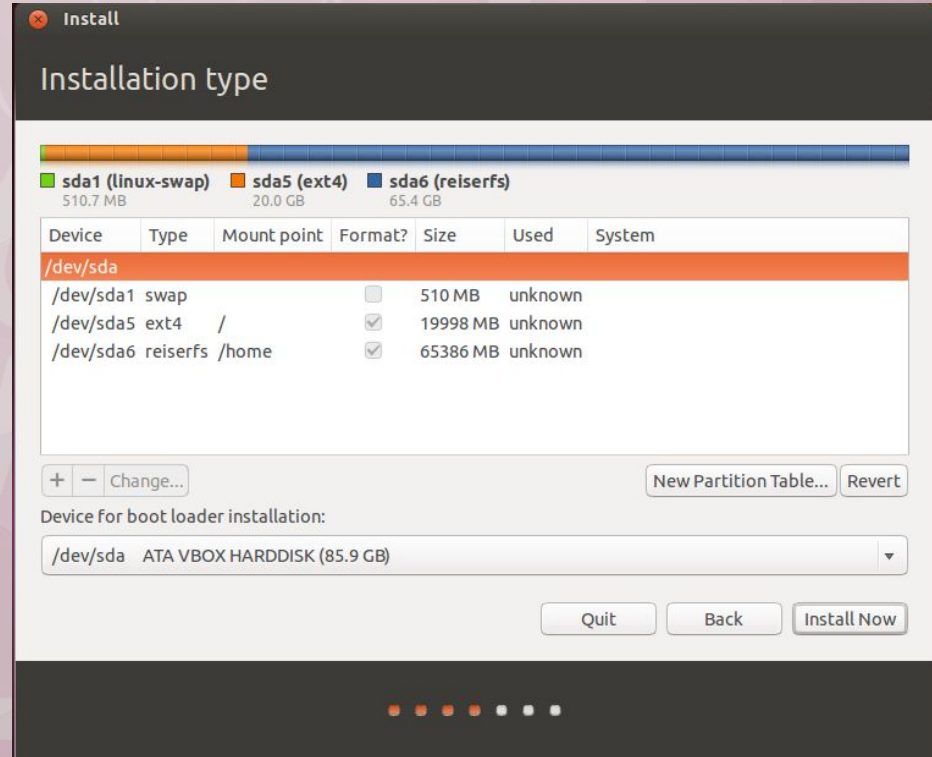 Install
Installation type
sda1 (linux-swap) sda5 (ext4) sda6 (reiserfs)
510.7 MB 20.0 GB 65.4 GB
Device Type Mount point Format? Size Used System
/dev/sda
/dev/sda1 swap 510 MB unknown
/dev/sda5 ext4 / 19998 MB unknown
/dev/sda6 reiserfs /home 65386 MB unknown
+ − Change... New Partition Table... Revert
Device for boot loader installation:
/dev/sda ATA VBOX HARDDISK (85.9 GB)
Quit Back Install Now